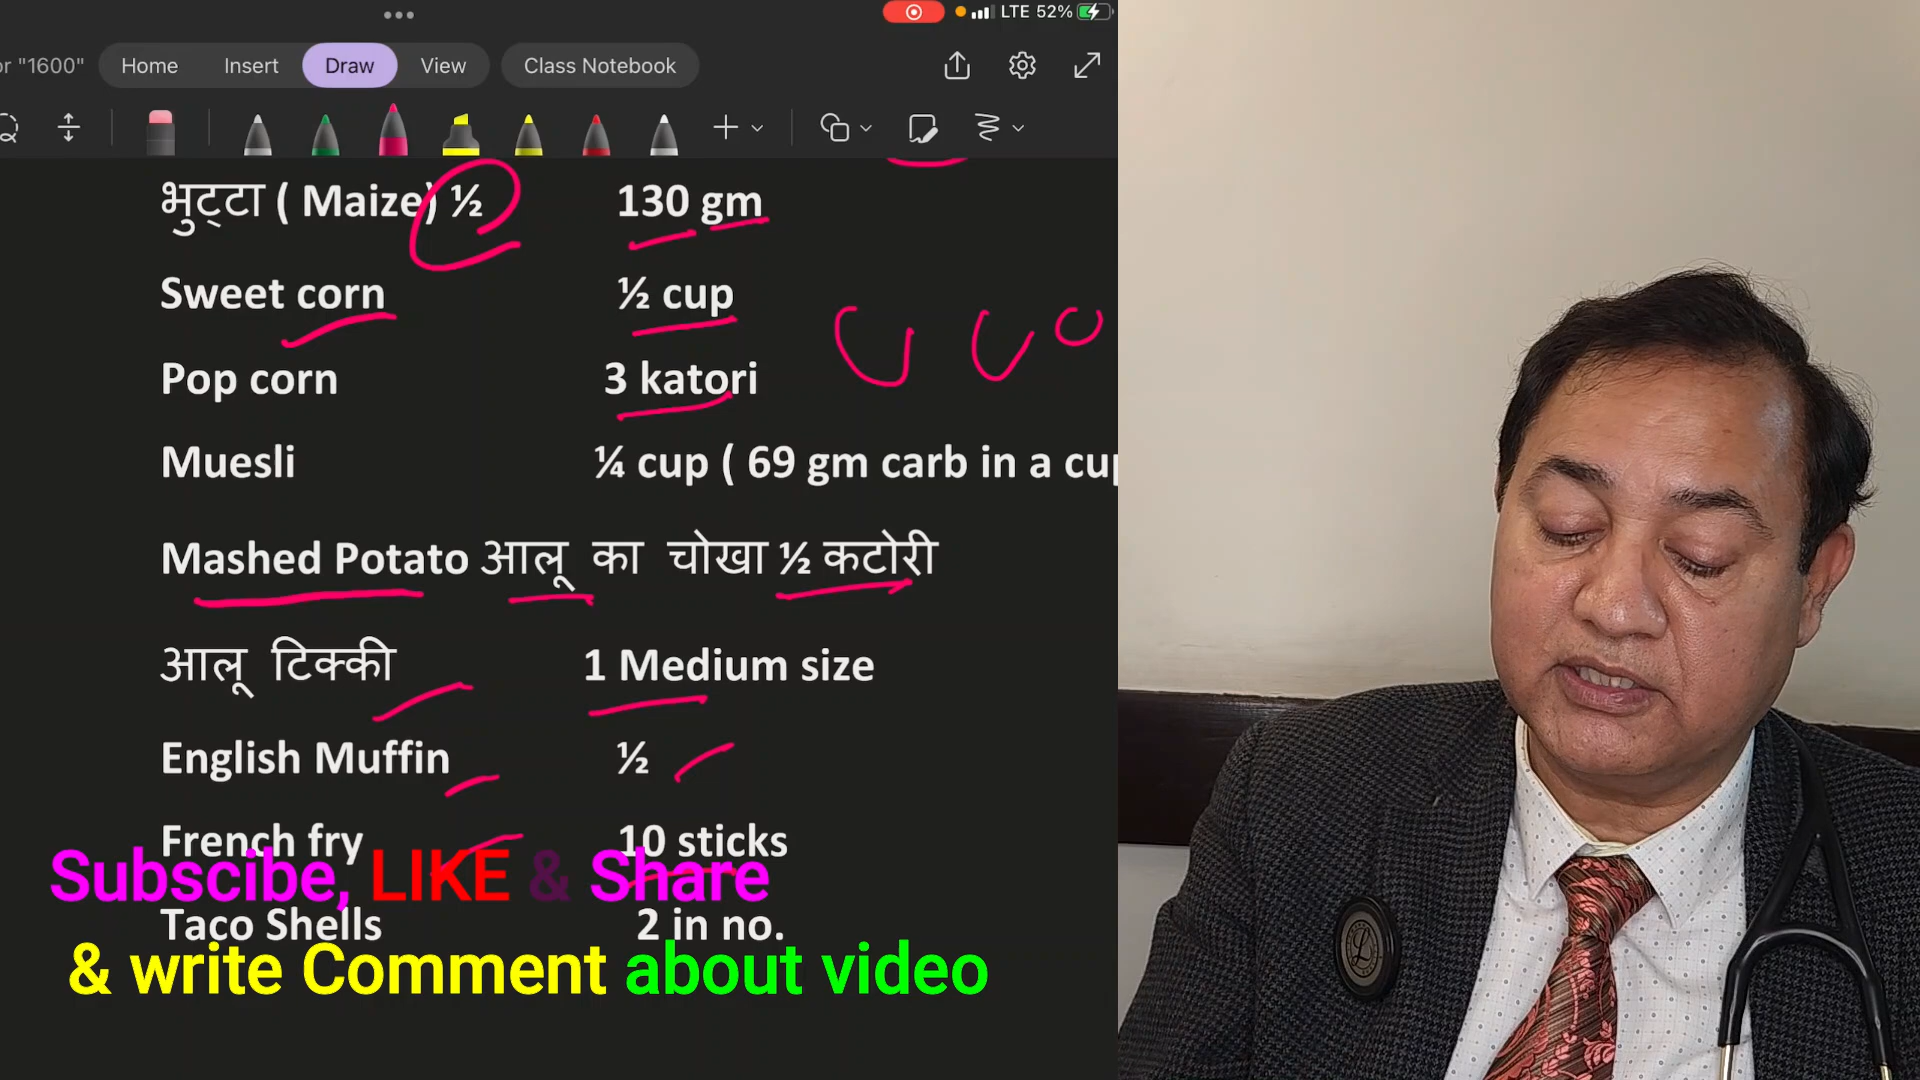 or "1600" Home Insert Draw View Class Notebook
LTE 52%
भुट्टा ( Maize) ½ 130 gm
Sweet corn ½ cup
Pop corn 3 katori
Muesli ¼ cup ( 69 gm carb in a cup
Mashed Potato आलू का चोखा ½ कटोरी
आलू टिक्की 1 Medium size
English Muffin ½
French fry 10 sticks
Subscibe, LIKE & Share
Taco Shells 2 in no.
& write Comment about video